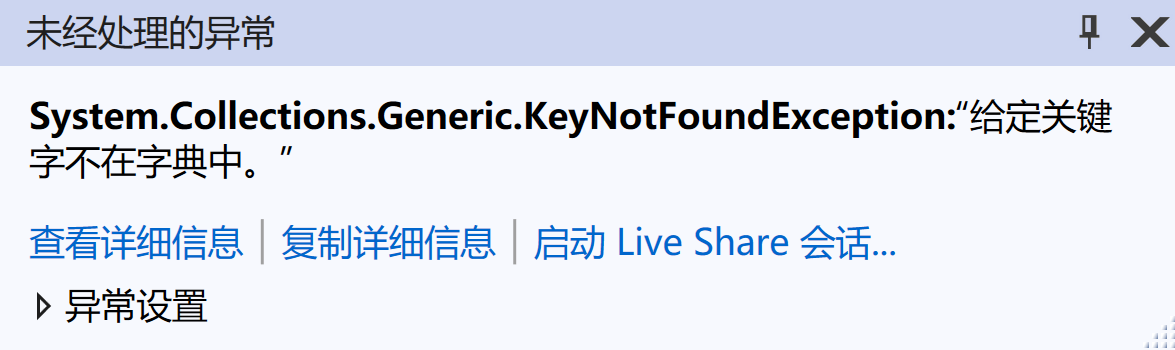 未经处理的异常
System.Collections.Generic.KeyNotFoundException:“给定关键
字不在字典中。”
查看详细信息 | 复制详细信息 | 启动 Live Share 会话...
异常设置